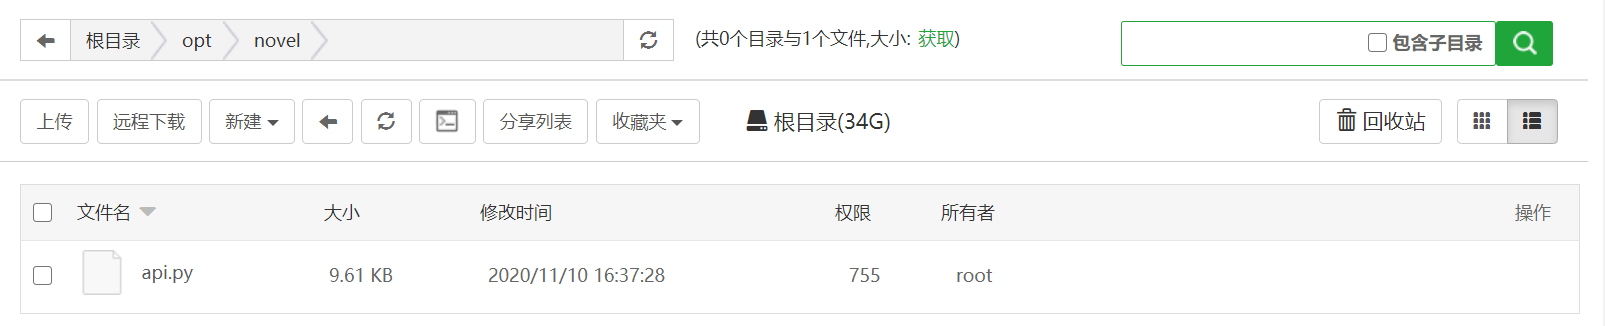 根目录 opt novel (共0个目录与1个文件,大小: 获取) 包含子目录
上传 远程下载 新建 分享列表 收藏夹 根目录(34G) 回收站
文件名 大小 修改时间 权限 所有者 操作
api.py 9.61 KB 2020/11/10 16:37:28 755 root